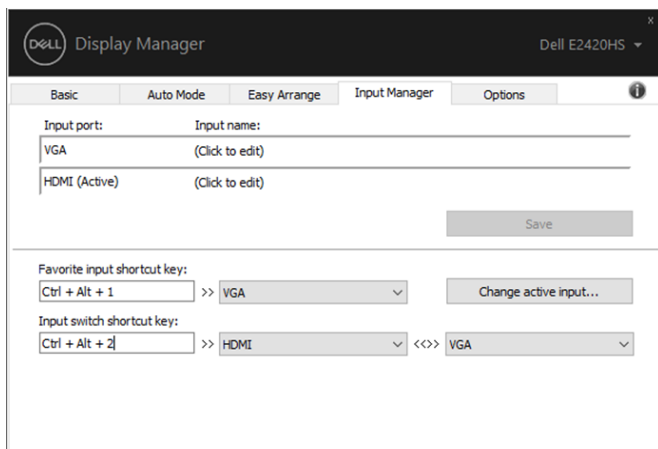 x
DELL Display Manager Dell E2420HS
Basic Auto Mode Easy Arrange Input Manager Options i
Input port: Input name:
VGA (Click to edit)
HDMI (Active) (Click to edit)
Save
Favorite input shortcut key:
Ctrl + Alt + 1 >> VGA Change active input...
Input switch shortcut key:
Ctrl + Alt + 2 >> HDMI <<>> VGA